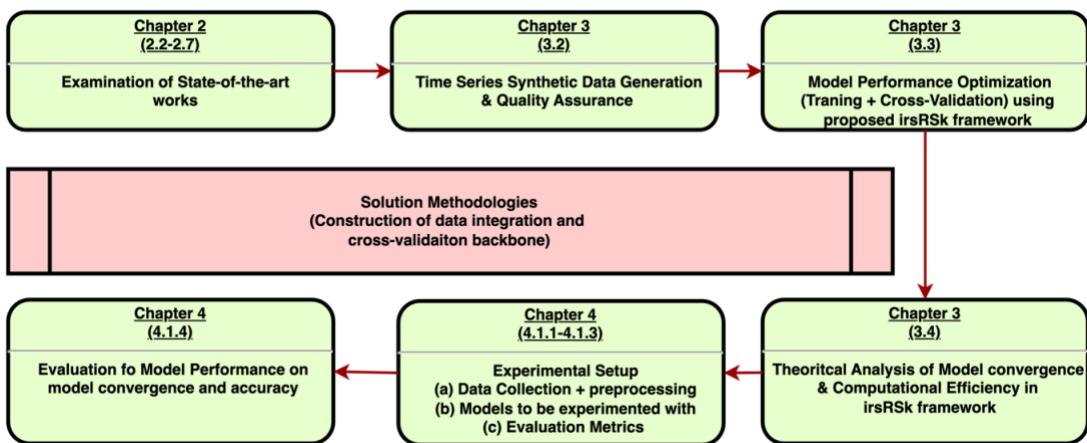 Chapter 2
(2.2-2.7)
Examination of State-of-the-art
works
Chapter 3
(3.2)
Time Series Synthetic Data Generation
& Quality Assurance
Chapter 3
(3.3)
Model Performance Optimization
(Traning + Cross-Validation) using
proposed irsRSk framework
Solution Methodologies
(Construction of data integration and
cross-validaiton backbone)
Chapter 4
(4.1.4)
Evaluation fo Model Performance on
model convergence and accuracy
Chapter 4
(4.1.1-4.1.3)
Experimental Setup
(a) Data Collection + preprocessing
(b) Models to be experimented with
(c) Evaluation Metrics
Chapter 3
(3.4)
Theoritcal Analysis of Model convergence
& Computational Efficiency in
irsRSk framework